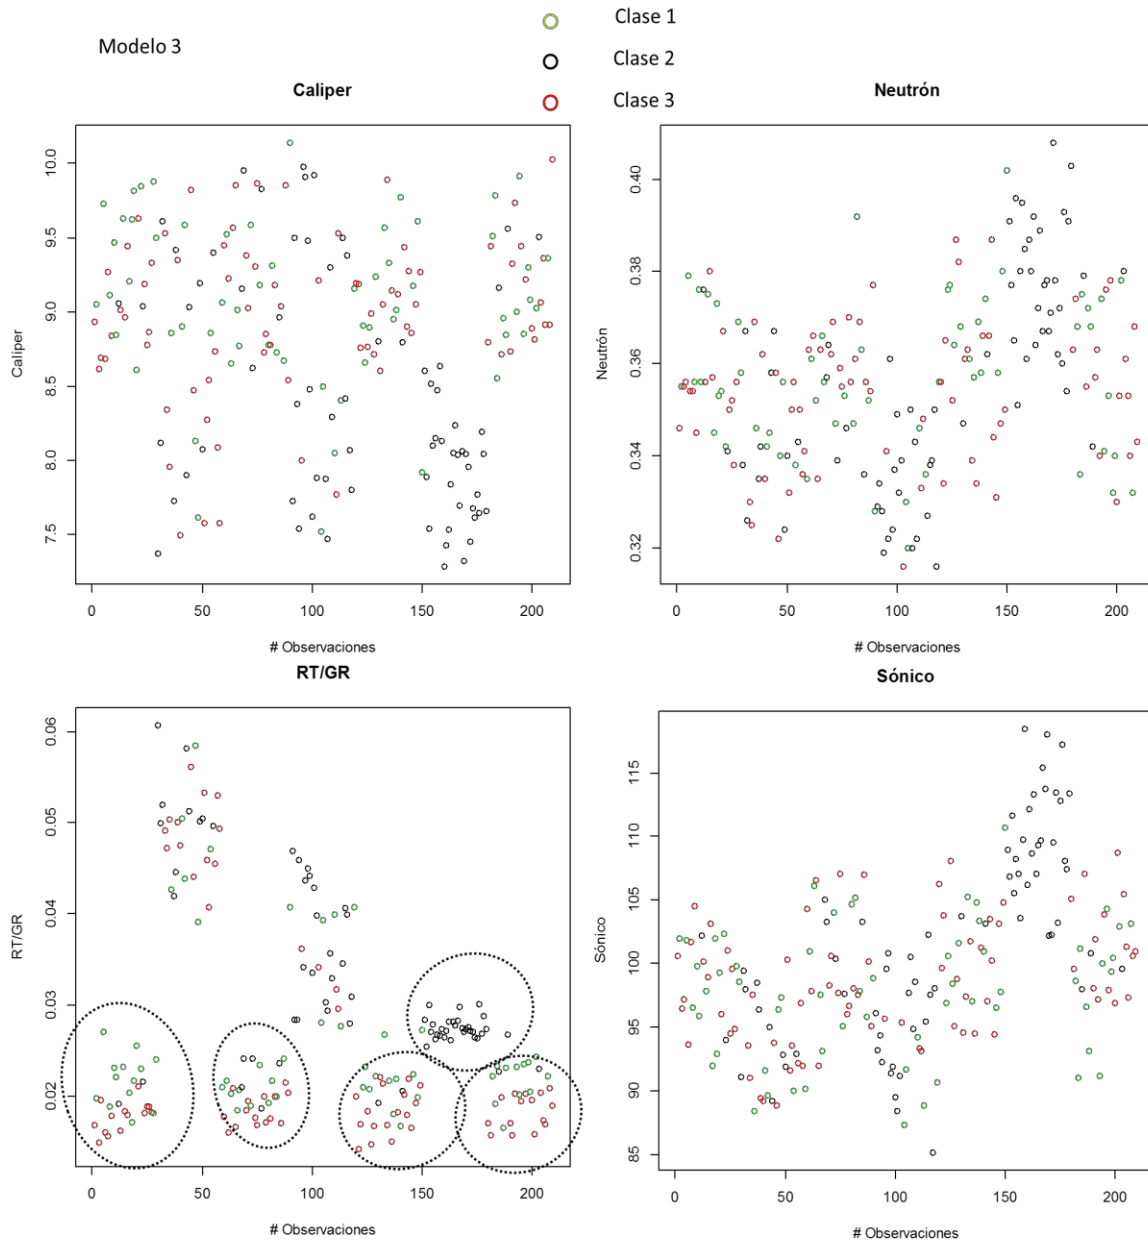 Modelo 3
Clase 1
Clase 2
Clase 3
Caliper
10.0
9.5
9.0
8.5
8.0
7.5
Caliper
0 50 100 150 200
# Observaciones
Neutrón
0.40
0.38
0.36
0.34
0.32
Neutrón
0 50 100 150 200
# Observaciones
RT/GR
0.06
0.05
0.04
0.03
0.02
RT/GR
0 50 100 150 200
# Observaciones
Sónico
115
110
105
100
95
90
85
Sónico
0 50 100 150 200
# Observaciones